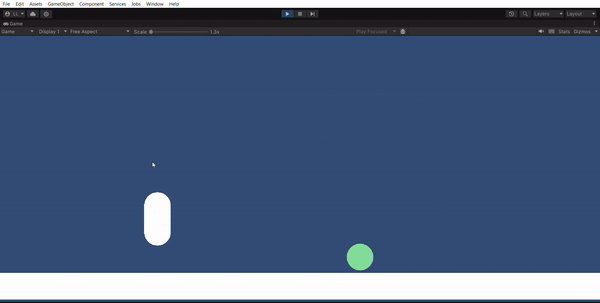 File Edit Assets GameObject Component Services Jobs Window Help
LL Layers Layout
Game
Game Display 1 Free Aspect Scale 1.3x Play Focused Stats Gizmos